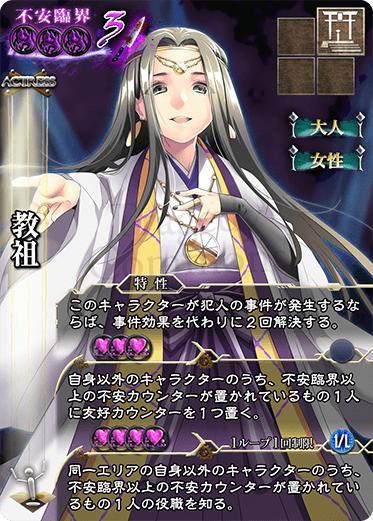 不安臨界
3
ACTRESS
大人
女性
教祖
特性
このキャラクターが犯人の事件が発生するな
らば、事件効果を代わりに2回解決する。
自身以外のキャラクターのうち、不安臨界以
上の不安カウンターが置かれているもの1人
に友好カウンターを1つ置く。
1ループ1回制限
1/L
同一エリアの自身以外のキャラクターのうち、
不安臨界以上の不安カウンターが置かれてい
るもの1人の役職を知る。